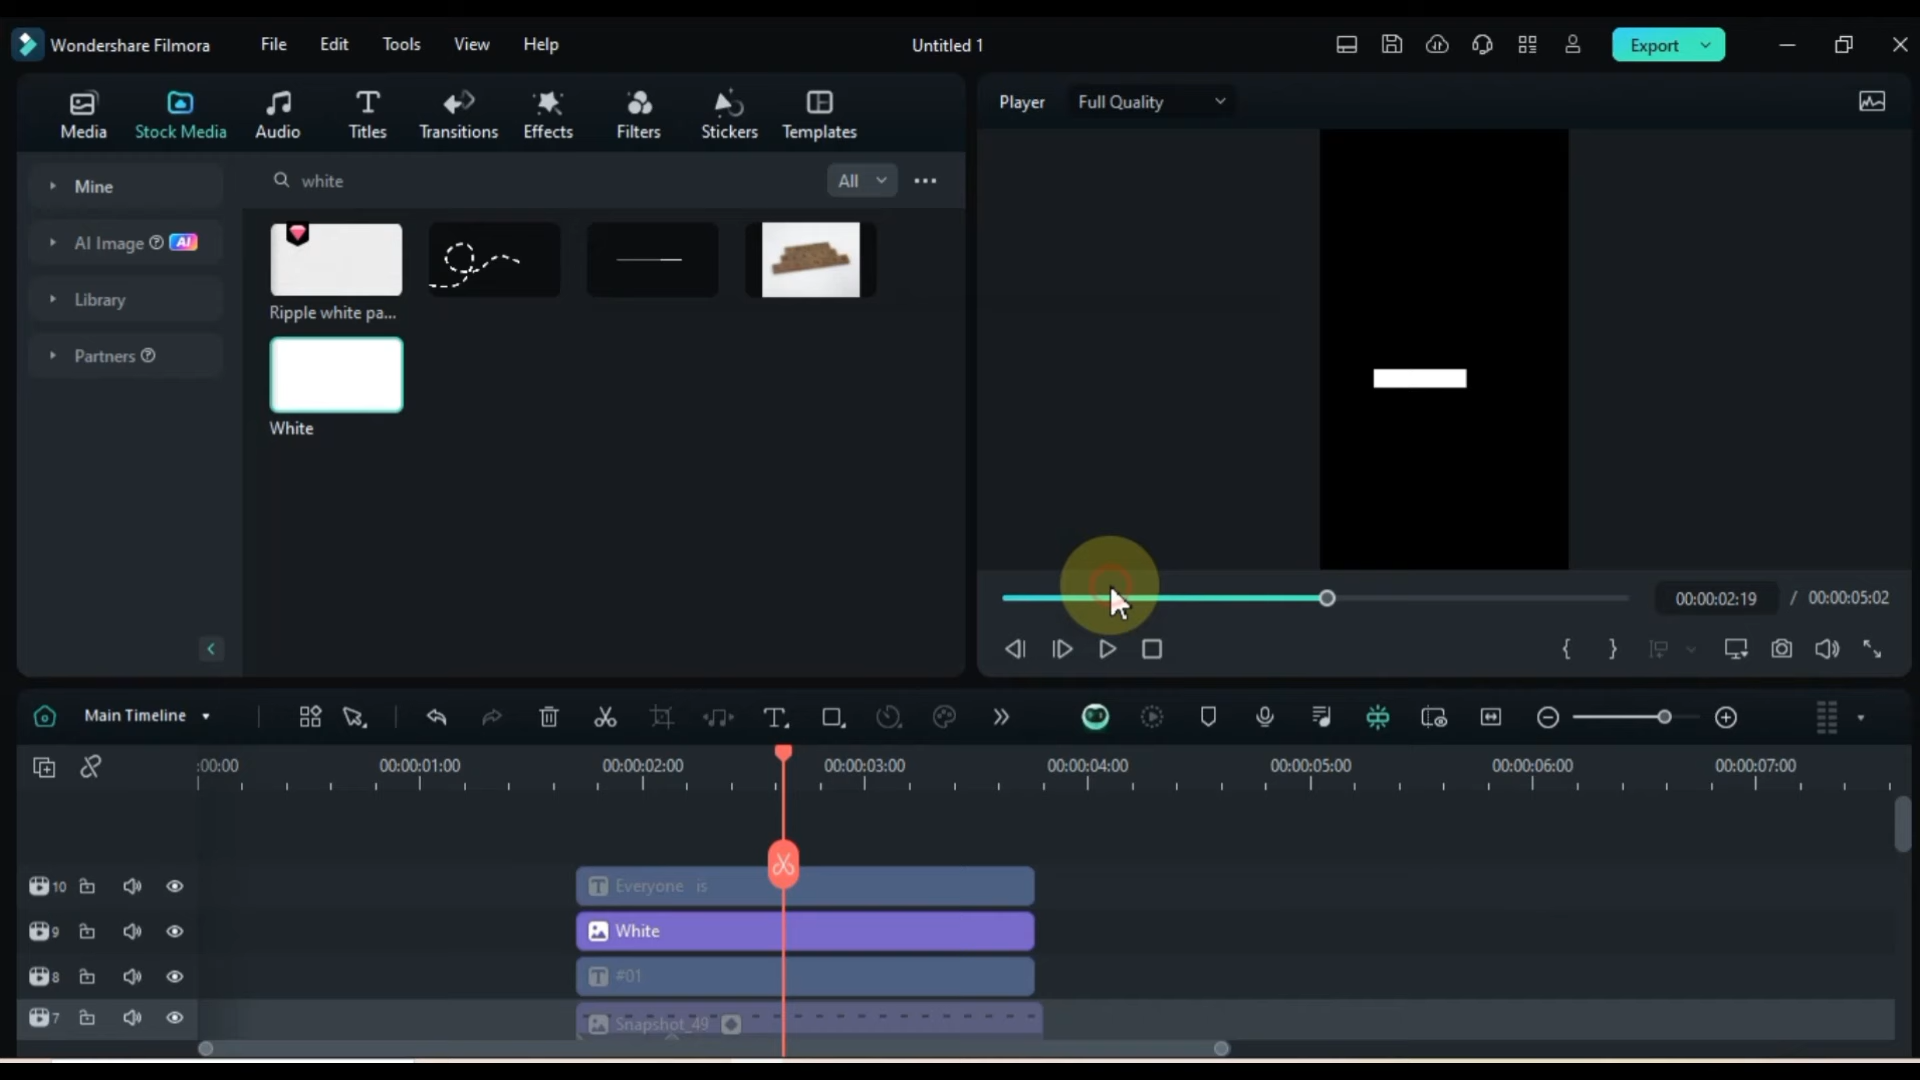 Wondershare Filmora File Edit Tools View Help Untitled 1 Export
Media Stock Media Audio Titles Transitions Effects Filters Stickers Templates
Player Full Quality
Mine
AI Image AI
Library
Partners
white All
Ripple white pa...
White
00:00:02:19 / 00:00:05:02
Main Timeline
:00:00 00:00:01:00 00:00:02:00 00:00:03:00 00:00:04:00 00:00:05:00 00:00:06:00 00:00:07:00
10 Everyone is
9 White
8 #01
7 Snapshot_49